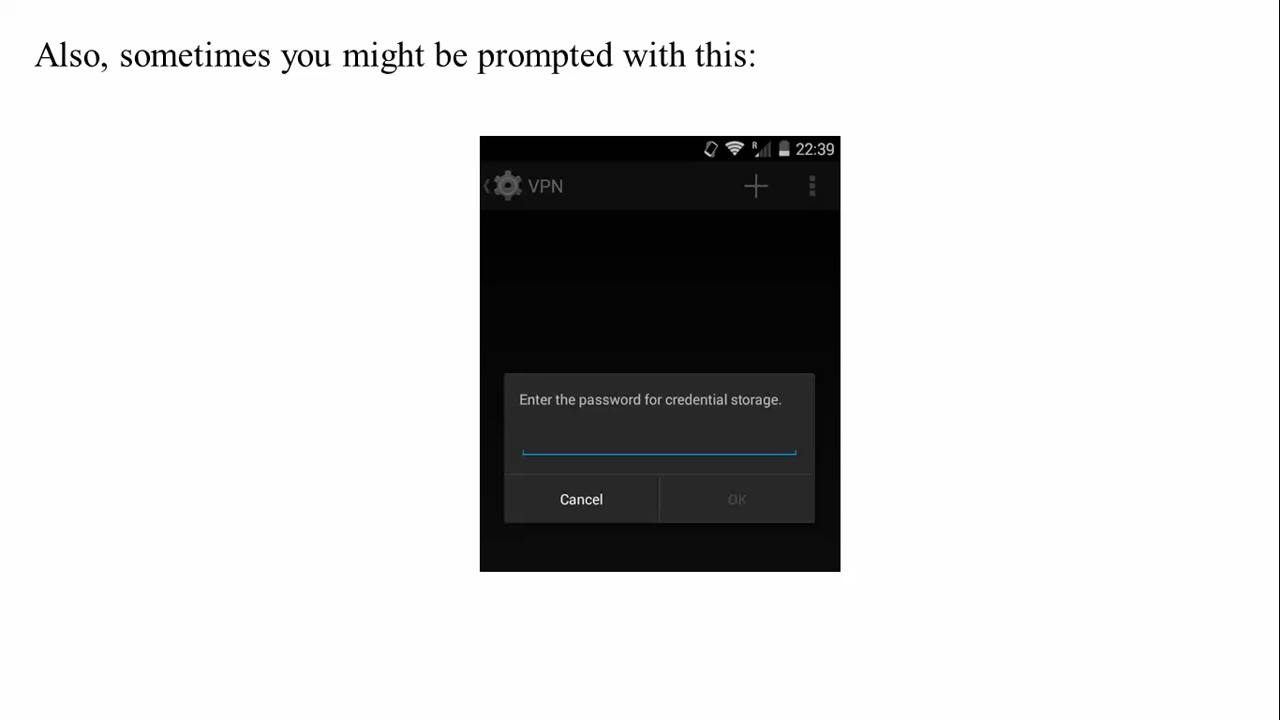 Also, sometimes you might be prompted with this:
R 22:39
VPN
Enter the password for credential storage.
Cancel OK